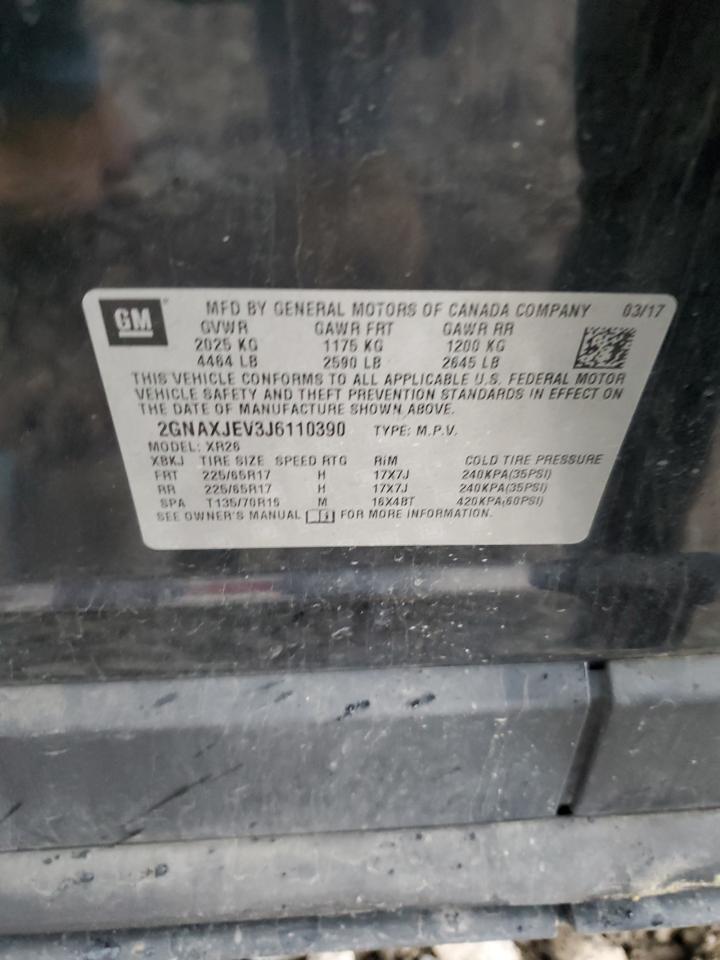 GM
MFD BY GENERAL MOTORS OF CANADA COMPANY 03/17
GVWR GAWR FRT GAWR RR
2025 KG 1175 KG 1200 KG
4464 LB 2590 LB 2645 LB
THIS VEHICLE CONFORMS TO ALL APPLICABLE U.S. FEDERAL MOTOR
VEHICLE SAFETY AND THEFT PREVENTION STANDARDS IN EFFECT ON
THE DATE OF MANUFACTURE SHOWN ABOVE.
2GNAXJEV3J6110390 TYPE: M.P.V.
MODEL: XR26
XBKJ TIRE SIZE SPEED RTG RIM COLD TIRE PRESSURE
FRT 225/65R17 H 17X7J 240KPA(35PSI)
RR 225/65R17 H 17X7J 240KPA(35PSI)
SPA T135/70R16 M 16X4BT 420KPA(60PSI)
SEE OWNER'S MANUAL FOR MORE INFORMATION.